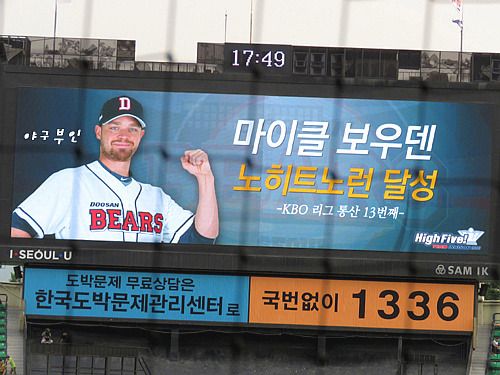 17:49
야구부인
마이클 보우덴
노히트노런 달성
-KBO 리그 통산 13번째-
D
DOOSAN
BEARS
High Five!
I·SEOUL·U
SAM IK
도박문제 무료상담은
한국도박문제관리센터로
국번없이 1336